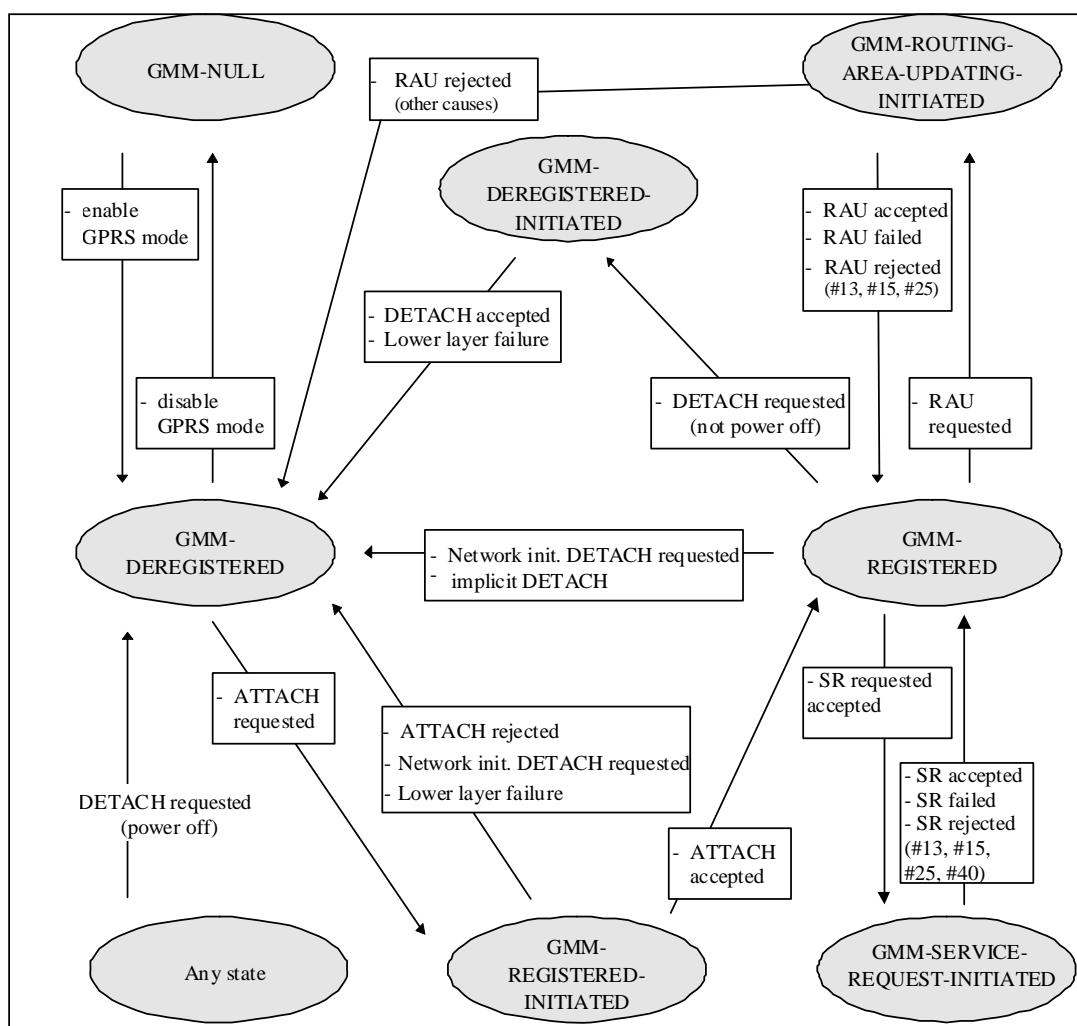 GMM-NULL
GMM-ROUTING-
AREA-UPDATING-
INITIATED
- RAU rejected
(other causes)
GMM-
DEREGISTERED-
INITIATED
- enable
GPRS mode
- RAU accepted
- RAU failed
- RAU rejected
(#13, #15, #25)
- DETACH accepted
- Lower layer failure
- disable
GPRS mode
- DETACH requested
(not power off)
- RAU
requested
GMM-
DEREGISTERED
- Network init. DETACH requested
- implicit DETACH
GMM-
REGISTERED
- ATTACH
requested
- ATTACH rejected
- Network init. DETACH requested
- Lower layer failure
- SR requested
accepted
DETACH requested
(power off)
- ATTACH
accepted
- SR accepted
- SR failed
- SR rejected
(#13, #15,
#25, #40)
Any state
GMM-
REGISTERED-
INITIATED
GMM-SERVICE-
REQUEST-INITIATED